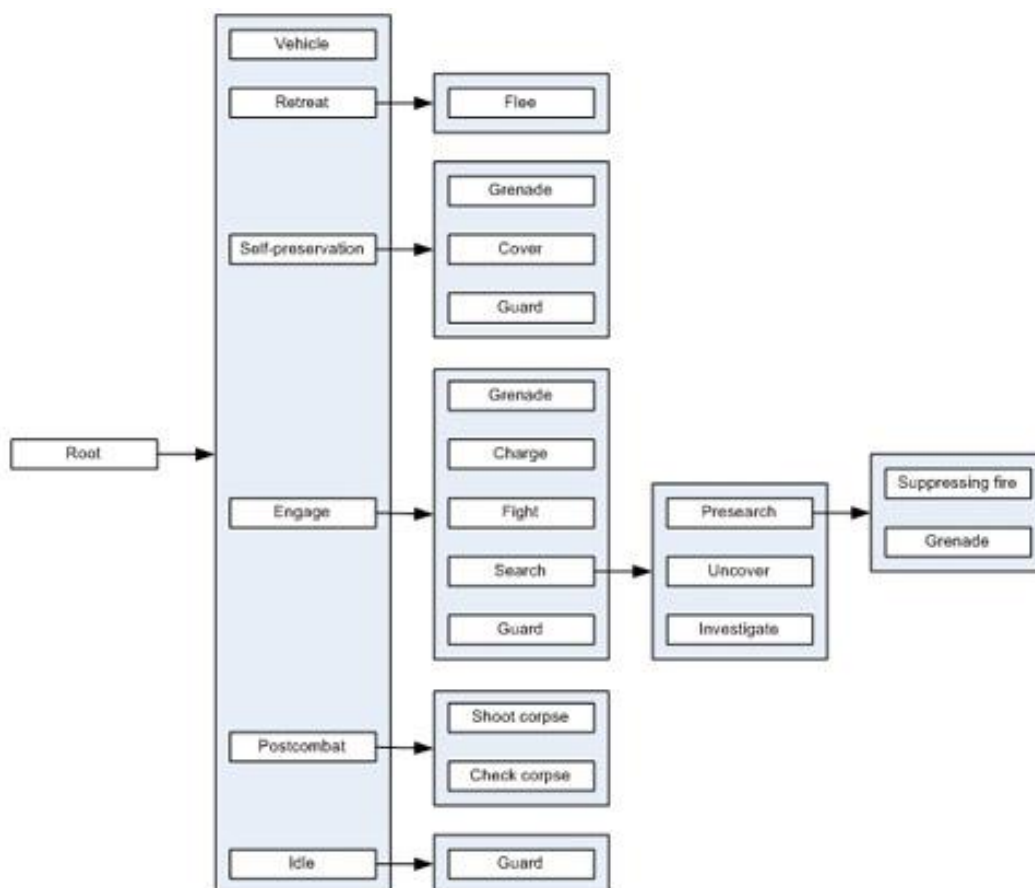 Vehicle
Retreat
Flee
Grenade
Self-preservation
Cover
Guard
Grenade
Root
Charge
Engage
Fight
Search
Guard
Presearch
Uncover
Investigate
Suppressing fire
Grenade
Postcombat
Shoot corpse
Check corpse
Idle
Guard